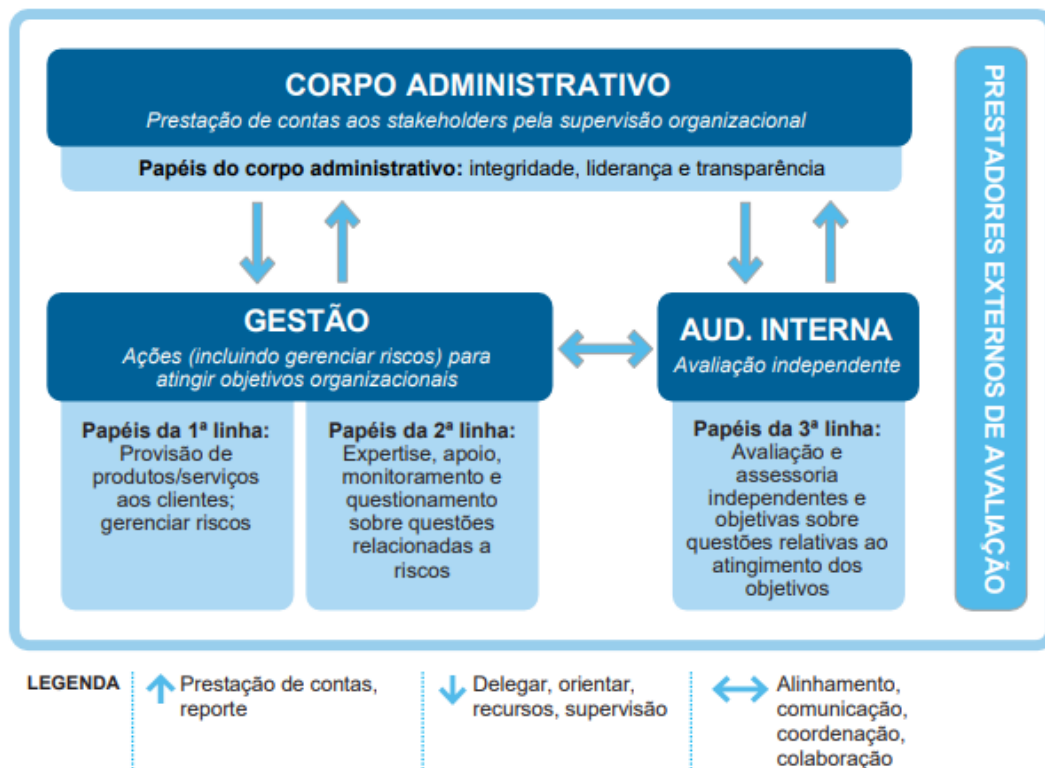 CORPO ADMINISTRATIVO
Prestação de contas aos stakeholders pela supervisão organizacional
Papéis do corpo administrativo: integridade, liderança e transparência
GESTÃO
Ações (incluindo gerenciar riscos) para
atingir objetivos organizacionais
Papéis da 1ª linha:
Provisão de
produtos/serviços
aos clientes;
gerenciar riscos
Papéis da 2ª linha:
Expertise, apoio,
monitoramento e
questionamento
sobre questões
relacionadas a
riscos
AUD. INTERNA
Avaliação independente
Papéis da 3ª linha:
Avaliação e
assessoria
independentes e
objetivas sobre
questões relativas ao
atingimento dos
objetivos
PRESTADORES EXTERNOS DE AVALIAÇÃO
LEGENDA
Prestação de contas,
reporte
Delegar, orientar,
recursos, supervisão
Alinhamento,
comunicação,
coordenação,
colaboração